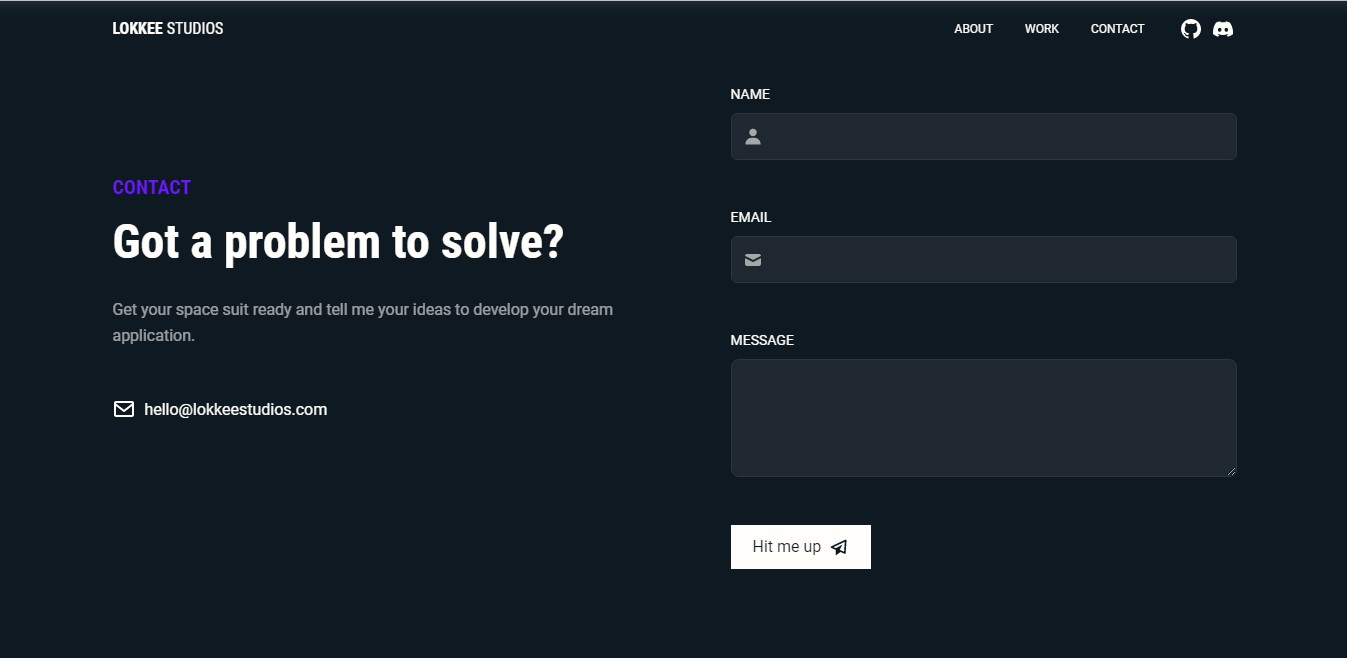 LOKKEE STUDIOS
ABOUT
WORK
CONTACT
CONTACT
Got a problem to solve?
Get your space suit ready and tell me your ideas to develop your dream
application.
hello@lokkeestudios.com
NAME
EMAIL
MESSAGE
Hit me up